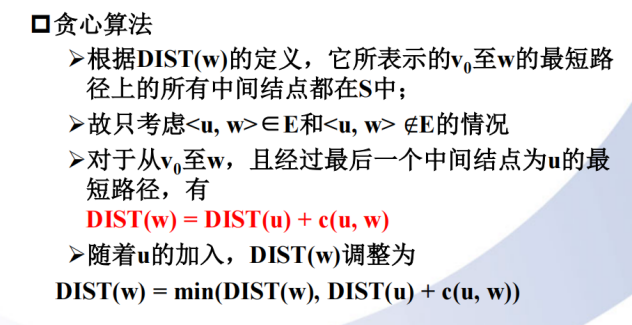 贪心算法
➢根据DIST(w)的定义，它所表示的v₀至w的最短路
径上的所有中间结点都在S中；
➢故只考虑<u, w>∈E和<u, w> ∉E的情况
➢对于从v₀至w，且经过最后一个中间结点为u的最
短路径，有
DIST(w) = DIST(u) + c(u, w)
➢随着u的加入，DIST(w)调整为
DIST(w) = min(DIST(w), DIST(u) + c(u, w))